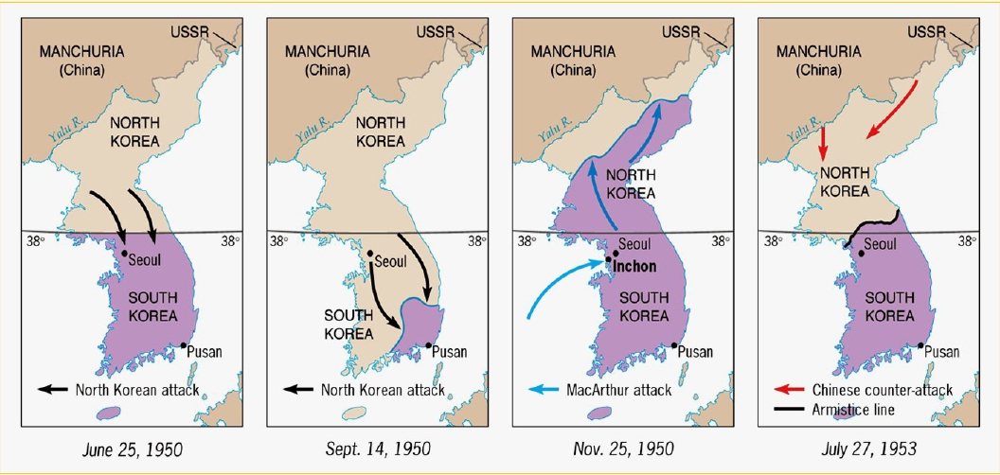 USSR
MANCHURIA
(China)
Yalu R.
NORTH
KOREA
38°
38°
Seoul
SOUTH
KOREA
Pusan
North Korean attack
June 25, 1950
USSR
MANCHURIA
(China)
Yalu R.
NORTH
KOREA
38°
38°
Seoul
SOUTH
KOREA
Pusan
North Korean attack
Sept. 14, 1950
USSR
MANCHURIA
(China)
Yalu R.
NORTH
KOREA
38°
38°
Seoul
Inchon
SOUTH
KOREA
Pusan
MacArthur attack
Nov. 25, 1950
USSR
MANCHURIA
(China)
Yalu R.
NORTH
KOREA
38°
38°
Seoul
SOUTH
KOREA
Pusan
Chinese counter-attack
Armistice line
July 27, 1953